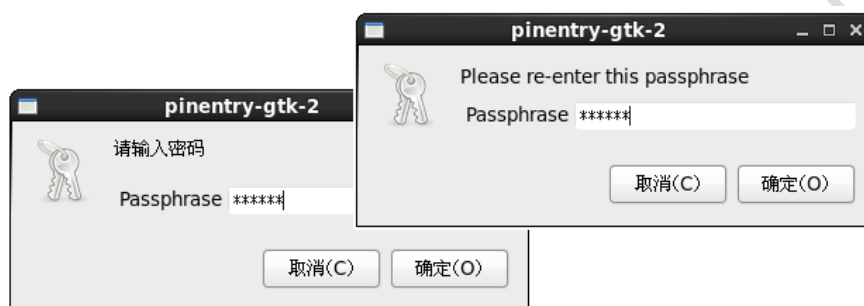 pinentry-gtk-2
Please re-enter this passphrase
Passphrase ******
取消(C) 确定(O)
pinentry-gtk-2
请输入密码
Passphrase ******
取消(C) 确定(O)